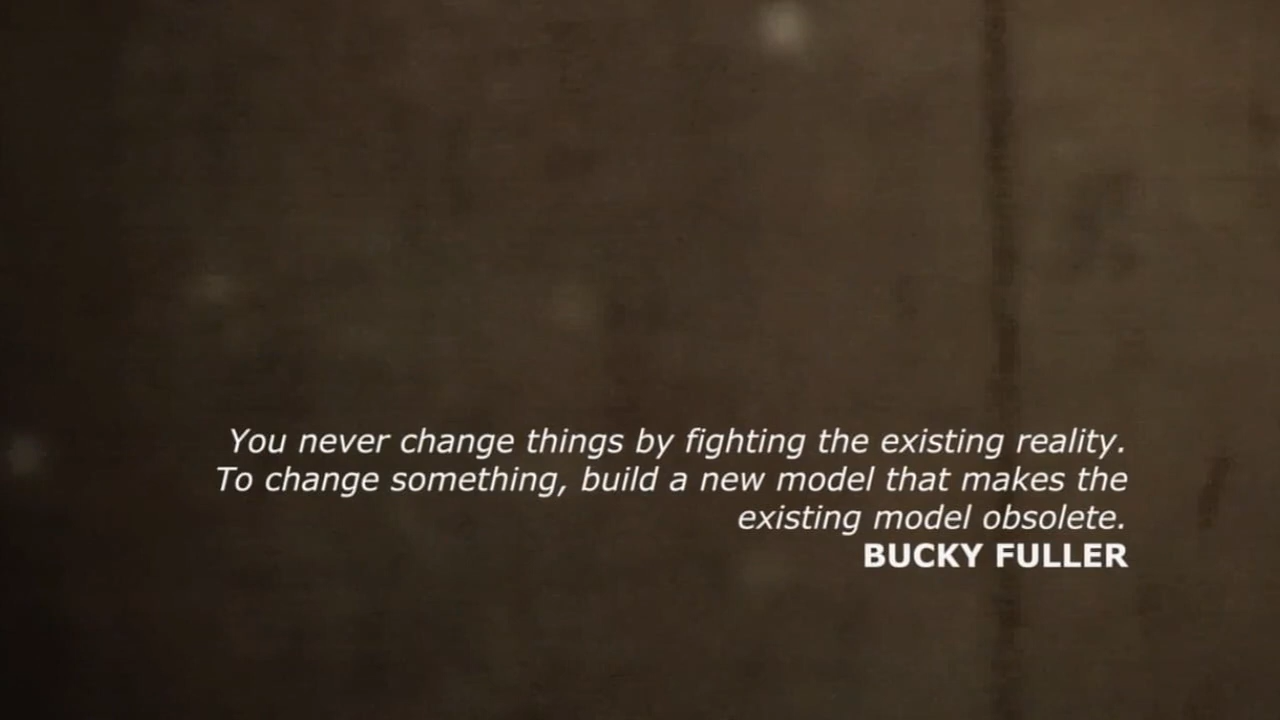 You never change things by fighting the existing reality.
To change something, build a new model that makes the
existing model obsolete.
BUCKY FULLER